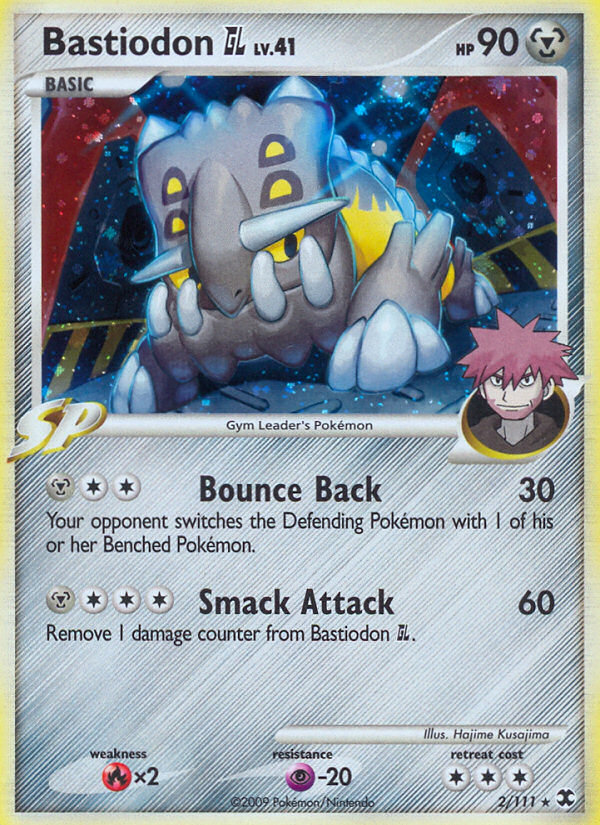 Bastiodon GL LV.41 HP 90
BASIC
Gym Leader's Pokémon
SP
Bounce Back 30
Your opponent switches the Defending Pokémon with 1 of his
or her Benched Pokémon.
Smack Attack 60
Remove 1 damage counter from Bastiodon GL.
Illus. Hajime Kusajima
weakness resistance retreat cost
×2 -20
©2009 Pokémon/Nintendo 2/111 ★